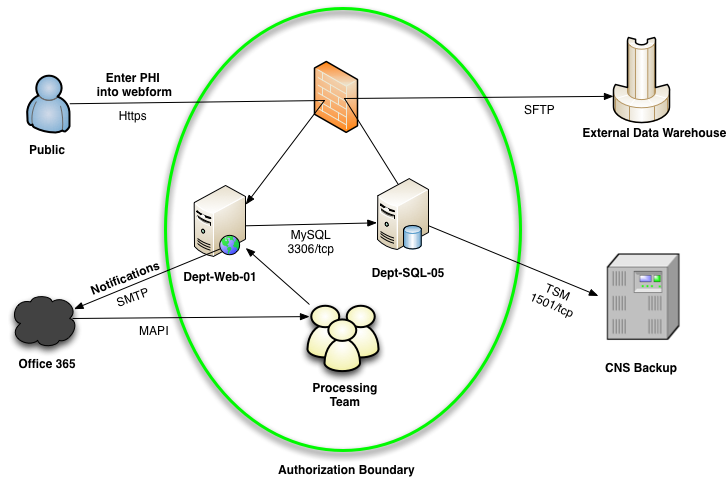 Enter PHI
into webform
Https
Public
SFTP
External Data Warehouse
MySQL
3306/tcp
Dept-Web-01
Dept-SQL-05
Notifications
SMTP
TSM
1501/tcp
MAPI
Office 365
CNS Backup
Processing
Team
Authorization Boundary